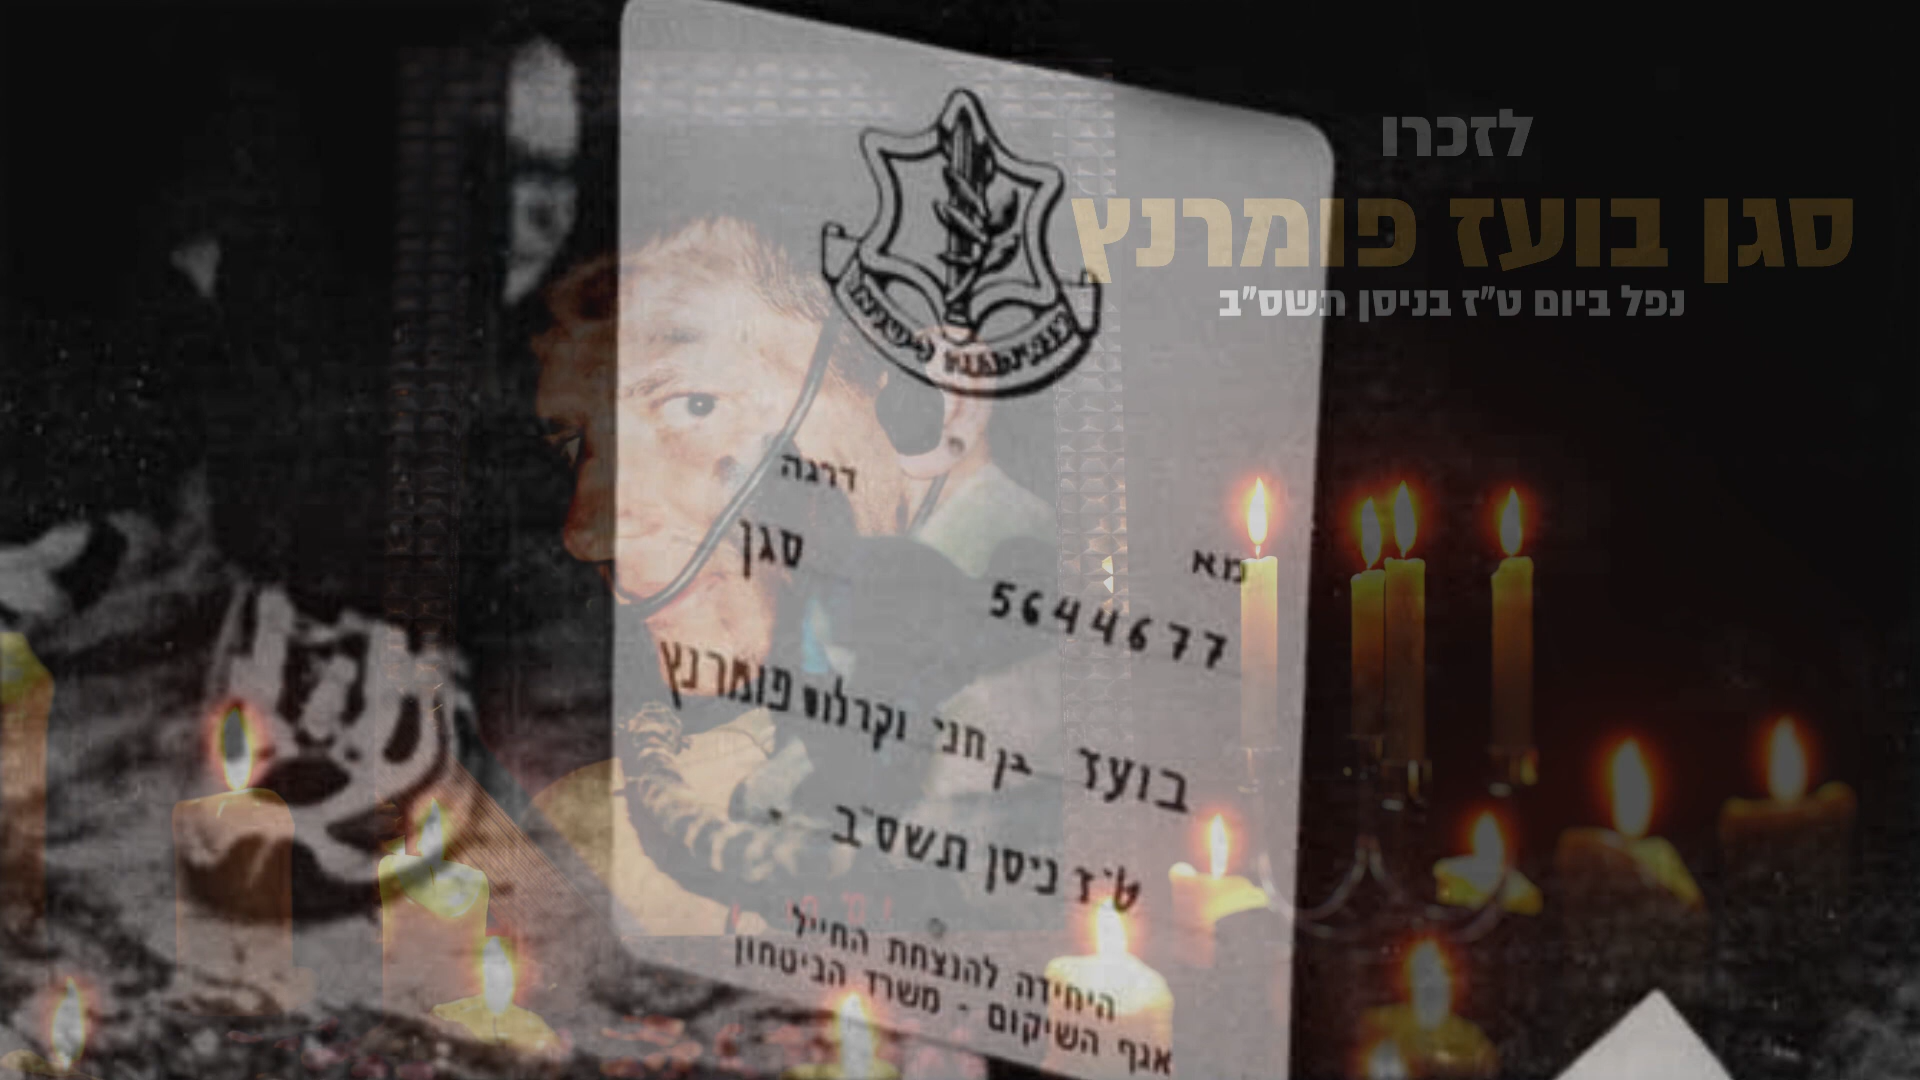 לזכרו
סגן בועז פומרנץ
נפל ביום ט"ז בניסן תשס"ב
דרגה
מא
סגן
5644677
בועז בן חני וקרלוס פומרנץ
ט"ז ניסן תשס"ב -
היחידה להנצחת החייל
אגף השיקום - משרד הביטחון